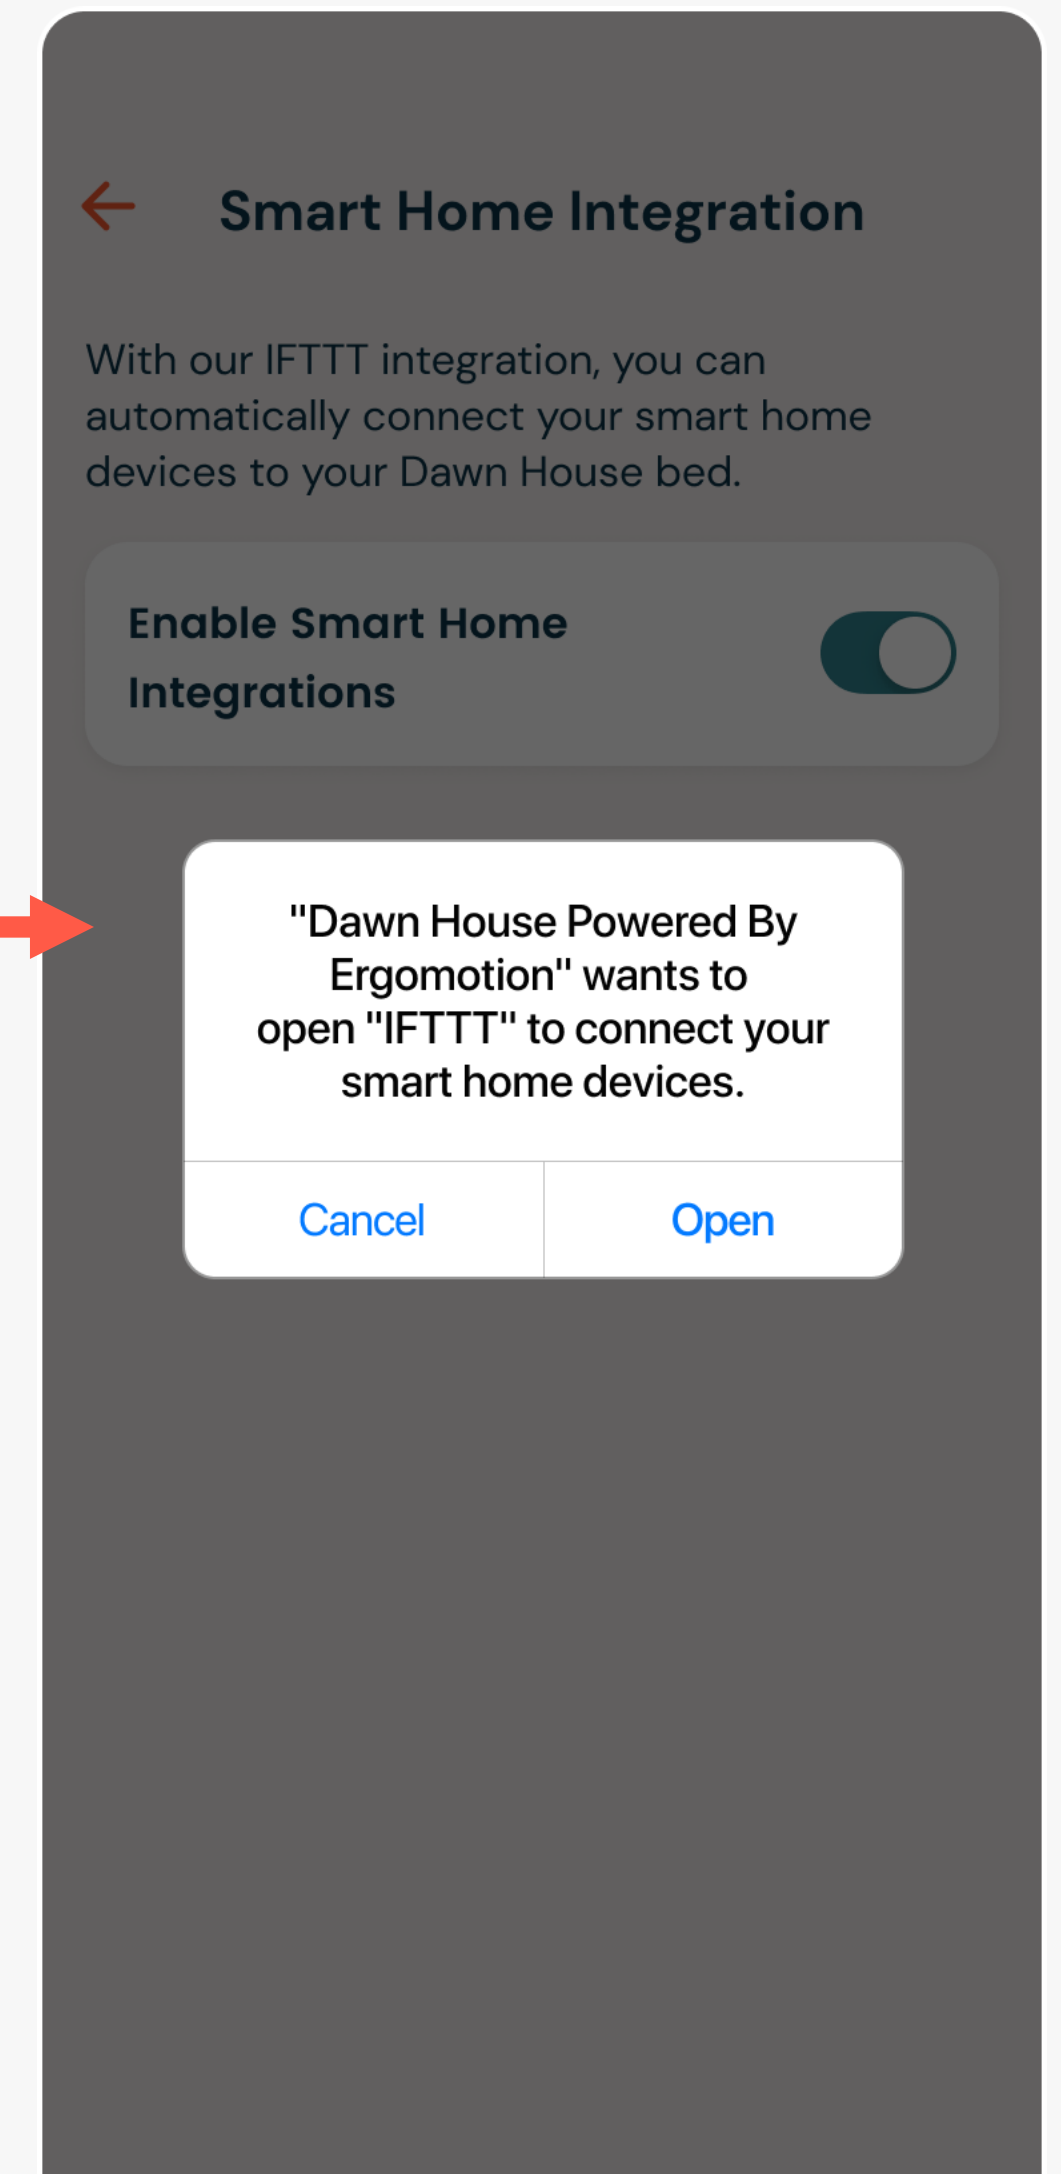 Smart Home Integration
With our IFTTT integration, you can
automatically connect your smart home
devices to your Dawn House bed.
Enable Smart Home
Integrations
"Dawn House Powered By
Ergomotion" wants to
open "IFTTT" to connect your
smart home devices.
Cancel
Open